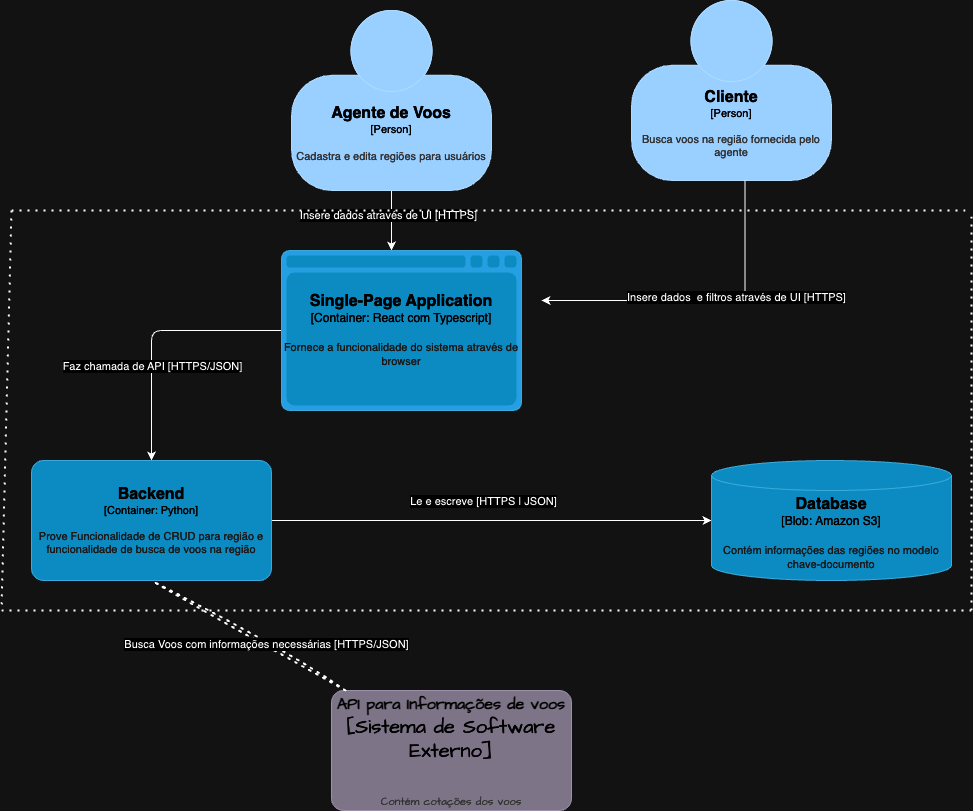 Cliente
[Person]
Busca voos na região fornecida pelo
agente
Agente de Voos
[Person]
Cadastra e edita regiões para usuários
Insere dados através de UI [HTTPS]
Single-Page Application
[Container: React com Typescript]
Fornece a funcionalidade do sistema através de
browser
Insere dados e filtros através de UI [HTTPS]
Faz chamada de API [HTTPS/JSON]
Backend
[Container: Python]
Prove Funcionalidade de CRUD para região e
funcionalidade de busca de voos na região
Le e escreve [HTTPS | JSON]
Database
[Blob: Amazon S3]
Contém informações das regiões no modelo
chave-documento
Busca Voos com informações necessárias [HTTPS/JSON]
API para Informações de voos
[Sistema de Software
Externo]
Contém cotações dos voos